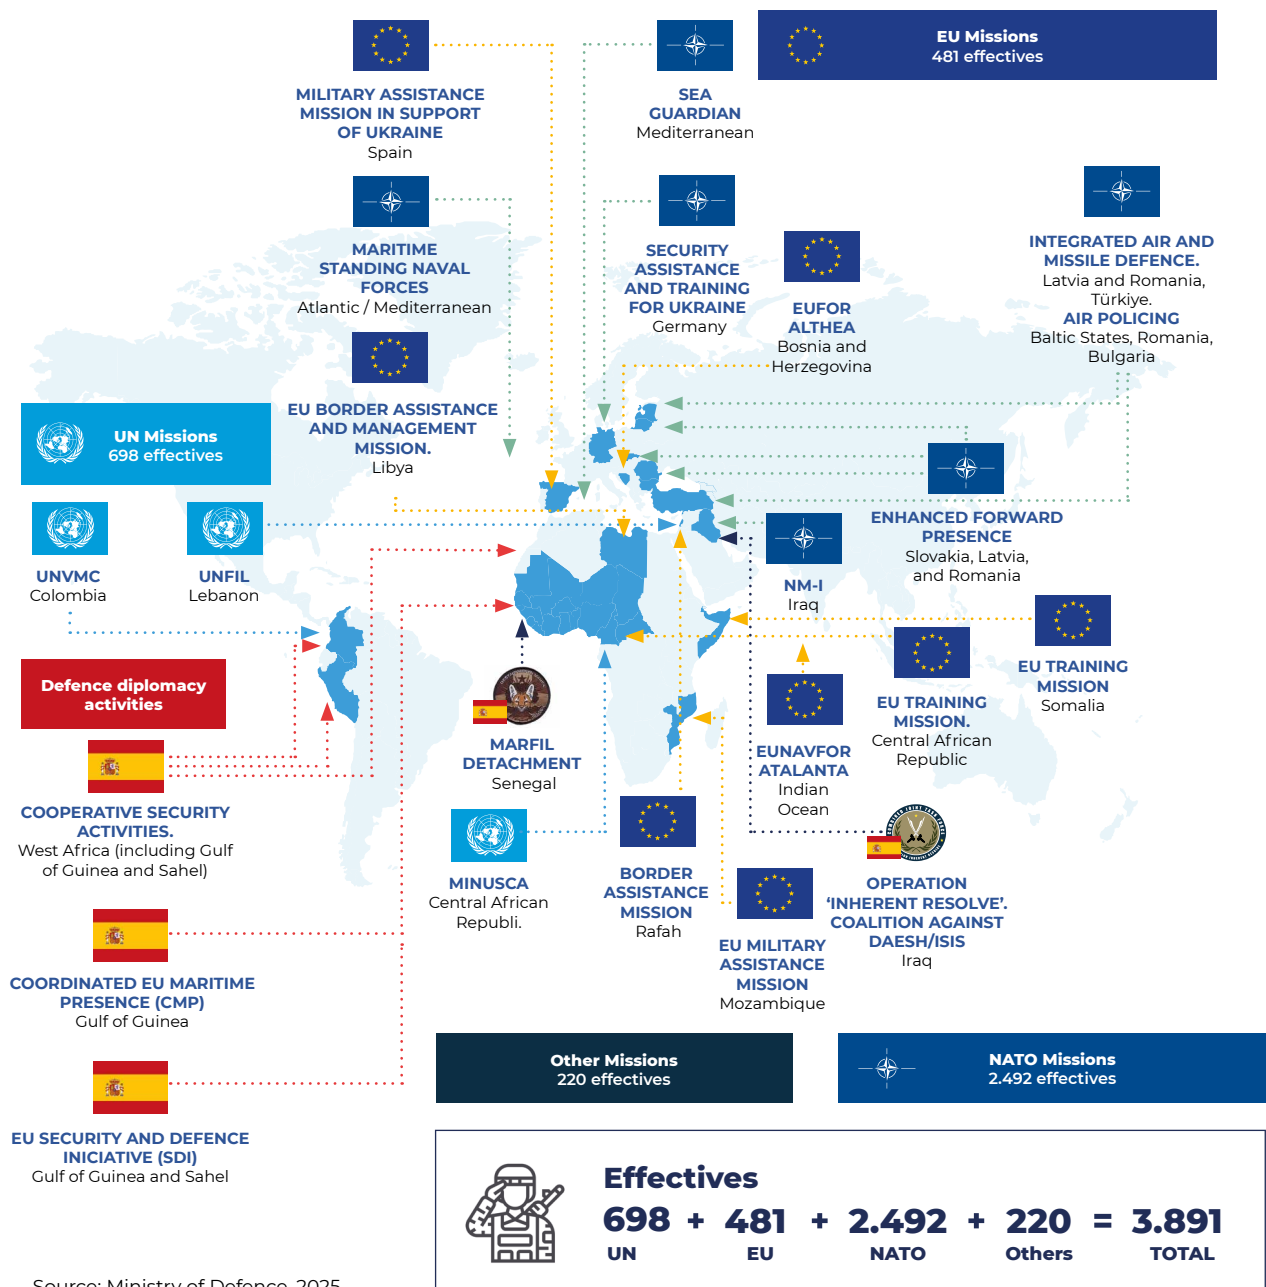 EU Missions
481 effectives
MILITARY ASSISTANCE
MISSION IN SUPPORT
OF UKRAINE
Spain
SEA
GUARDIAN
Mediterranean
MARITIME
STANDING NAVAL
FORCES
Atlantic / Mediterranean
SECURITY
ASSISTANCE
AND TRAINING
FOR UKRAINE
Germany
EUFOR
ALTHEA
Bosnia and
Herzegovina
INTEGRATED AIR AND
MISSILE DEFENCE.
Latvia and Romania,
Türkiye.
AIR POLICING
Baltic States, Romania,
Bulgaria
EU BORDER ASSISTANCE
AND MANAGEMENT
MISSION.
Libya
UN Missions
698 effectives
UNVMC
Colombia
UNFIL
Lebanon
ENHANCED FORWARD
PRESENCE
Slovakia, Latvia,
and Romania
NM-I
Iraq
Defence diplomacy
activities
EU TRAINING
MISSION
Somalia
EU TRAINING
MISSION.
Central African
Republic
MARFIL
DETACHMENT
Senegal
EUNAVFOR
ATALANTA
Indian
Ocean
COOPERATIVE SECURITY
ACTIVITIES.
West Africa (including Gulf
of Guinea and Sahel)
MINUSCA
Central African
Republi.
BORDER
ASSISTANCE
MISSION
Rafah
OPERATION
‘INHERENT RESOLVE’.
COALITION AGAINST
DAESH/ISIS
Iraq
EU MILITARY
ASSISTANCE
MISSION
Mozambique
COORDINATED EU MARITIME
PRESENCE (CMP)
Gulf of Guinea
Other Missions
220 effectives
NATO Missions
2.492 effectives
EU SECURITY AND DEFENCE
INICIATIVE (SDI)
Gulf of Guinea and Sahel
Effectives
698 + 481 + 2.492 + 220 = 3.891
UN EU NATO Others TOTAL
Source: Ministry of Defence, 2025